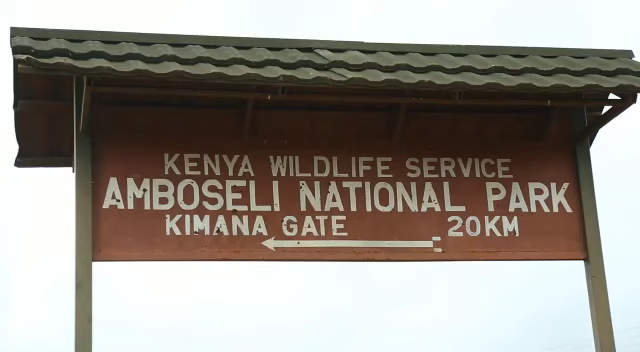 KENYA WILDLIFE SERVICE
AMBOSELI NATIONAL PARK
KIMANA GATE 20KM